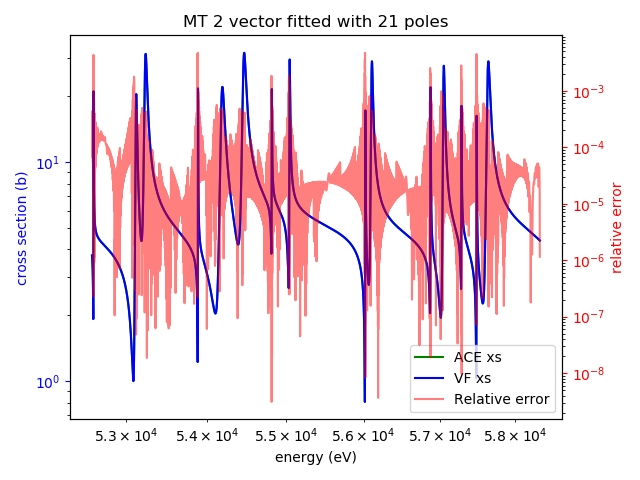 MT 2 vector fitted with 21 poles
cross section (b)
10¹
10⁰
relative error
10⁻³
10⁻⁴
10⁻⁵
10⁻⁶
10⁻⁷
10⁻⁸
ACE xs
VF xs
Relative error
5.3 × 10⁴ 5.4 × 10⁴ 5.5 × 10⁴ 5.6 × 10⁴ 5.7 × 10⁴ 5.8 × 10⁴
energy (eV)